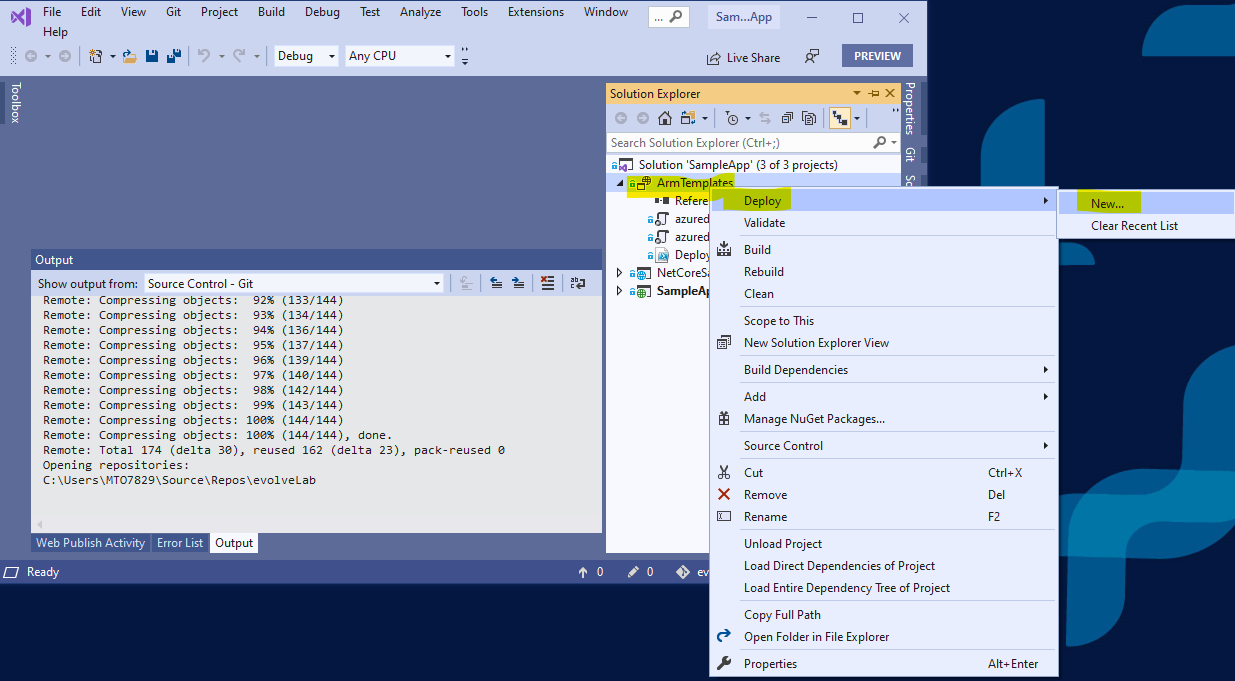 File Edit View Git Project Build Debug Test Analyze Tools Extensions Window ... Sam...App
Help
Debug Any CPU Live Share PREVIEW
Toolbox
Solution Explorer
Search Solution Explorer (Ctrl+;)
Solution 'SampleApp' (3 of 3 projects)
ArmTemplates
Refere
azured
azured
Deploy
NetCoreSa
SampleAp
Properties
Git
Deploy
Validate
Build
Rebuild
Clean
Scope to This
New Solution Explorer View
Build Dependencies
Add
Manage NuGet Packages...
Source Control
Cut Ctrl+X
Remove Del
Rename F2
Unload Project
Load Direct Dependencies of Project
Load Entire Dependency Tree of Project
Copy Full Path
Open Folder in File Explorer
Properties Alt+Enter
New...
Clear Recent List
Output
Show output from: Source Control - Git
Remote: Compressing objects: 92% (133/144)
Remote: Compressing objects: 93% (134/144)
Remote: Compressing objects: 94% (136/144)
Remote: Compressing objects: 95% (137/144)
Remote: Compressing objects: 96% (139/144)
Remote: Compressing objects: 97% (140/144)
Remote: Compressing objects: 98% (142/144)
Remote: Compressing objects: 99% (143/144)
Remote: Compressing objects: 100% (144/144)
Remote: Compressing objects: 100% (144/144), done.
Remote: Total 174 (delta 30), reused 162 (delta 23), pack-reused 0
Opening repositories:
C:\Users\MTO7829\Source\Repos\evolveLab
Web Publish Activity Error List Output
Ready 0 0 ev